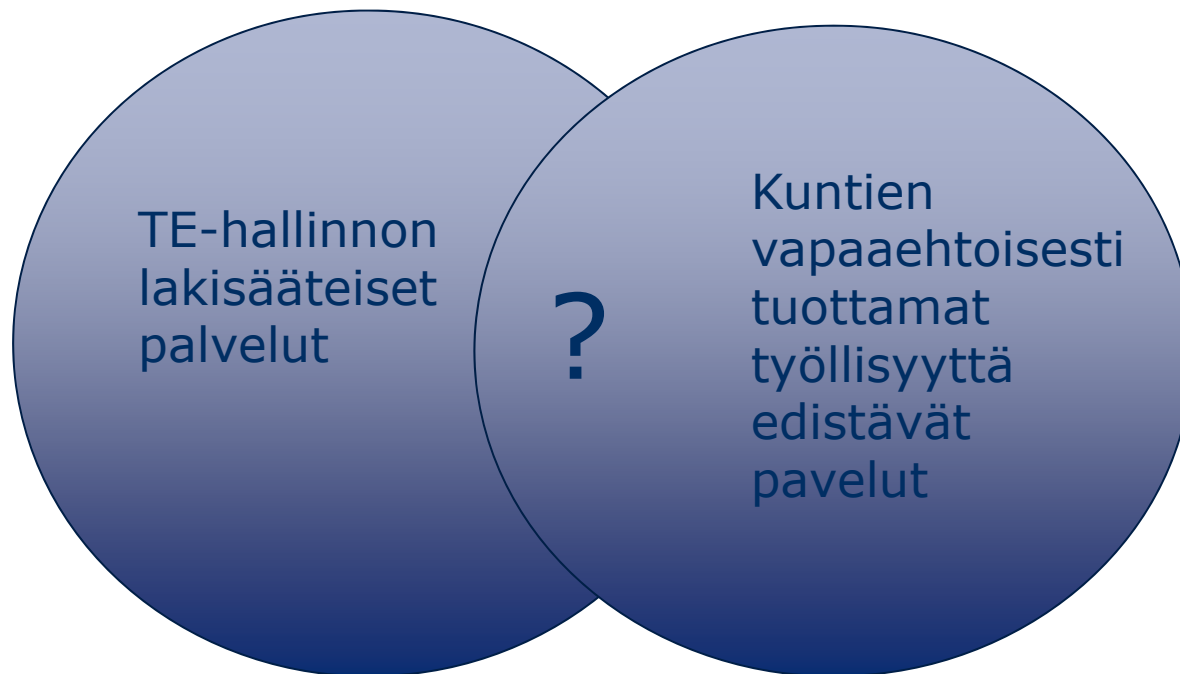 TE-hallinnon
lakisääteiset
palvelut
?
Kuntien
vapaaehtoisesti
tuottamat
työllisyyttä
edistävät
pavelut